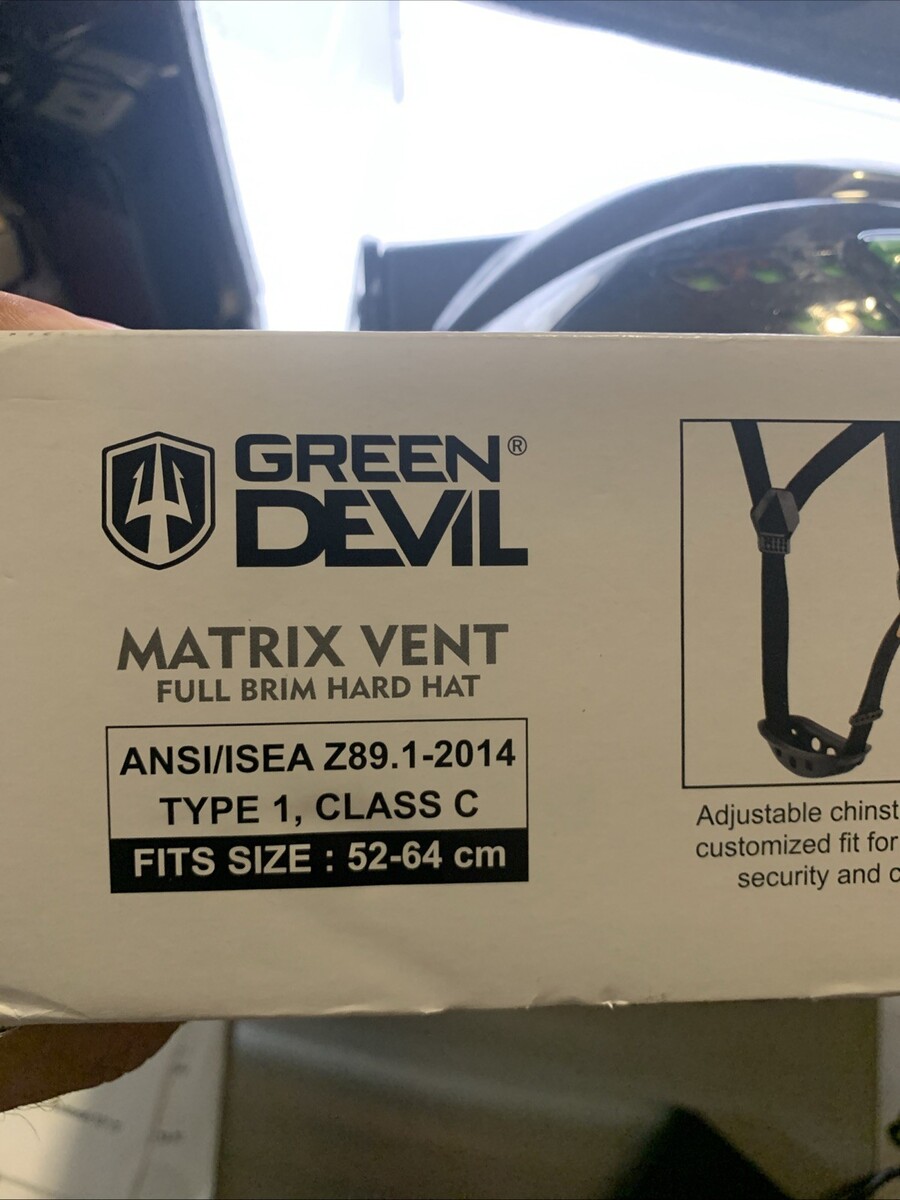 GREEN®
DEVIL
MATRIX VENT
FULL BRIM HARD HAT
ANSI/ISEA Z89.1-2014
TYPE 1, CLASS C
FITS SIZE : 52-64 cm
Adjustable chinst
customized fit for
security and c